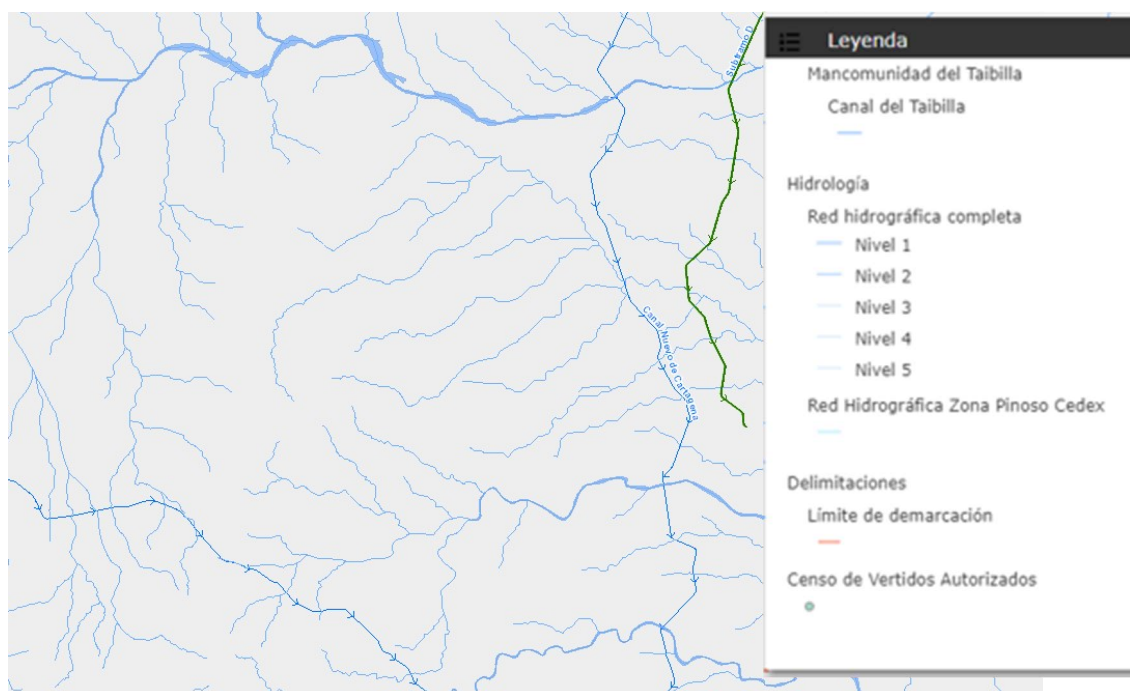 Subtramo D
Canal Nuevo de Cartagena
Leyenda
Mancomunidad del Taibilla
Canal del Taibilla
Hidrología
Red hidrográfica completa
Nivel 1
Nivel 2
Nivel 3
Nivel 4
Nivel 5
Red Hidrográfica Zona Pinoso Cedex
Delimitaciones
Límite de demarcación
Censo de Vertidos Autorizados